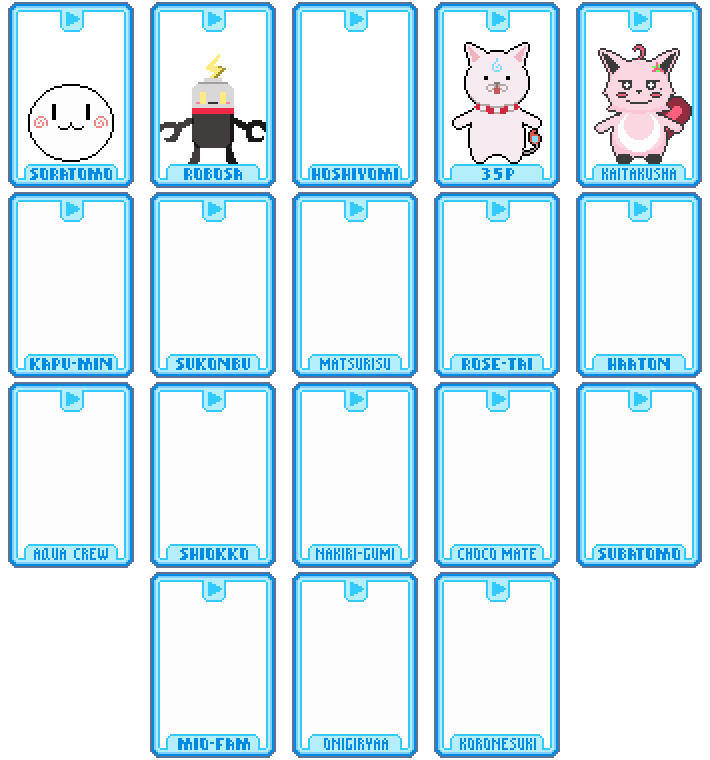 SORATOMO
ROBOSA
HOSHIYOMI
35P
KAITAKUSHA
KAPU-MIN
SUKONBU
MATSURISU
ROSE-TAI
HAATON
AQUA CREW
SHIOKKO
NAKIRI-GUMI
CHOCO MATE
SUBATOMO
MIO-FAM
ONIGIRYAA
KORONESUKI